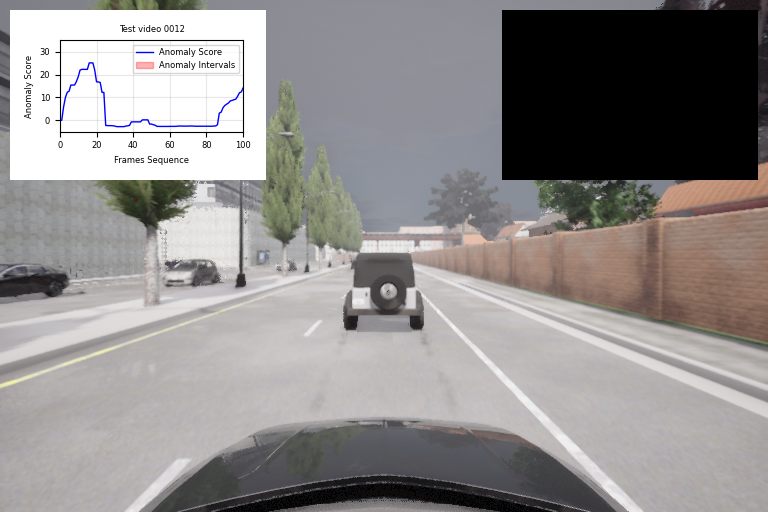 Test video 0012
Anomaly Score
Anomaly Intervals
30
20
10
0
Anomaly Score
0 20 40 60 80 100
Frames Sequence